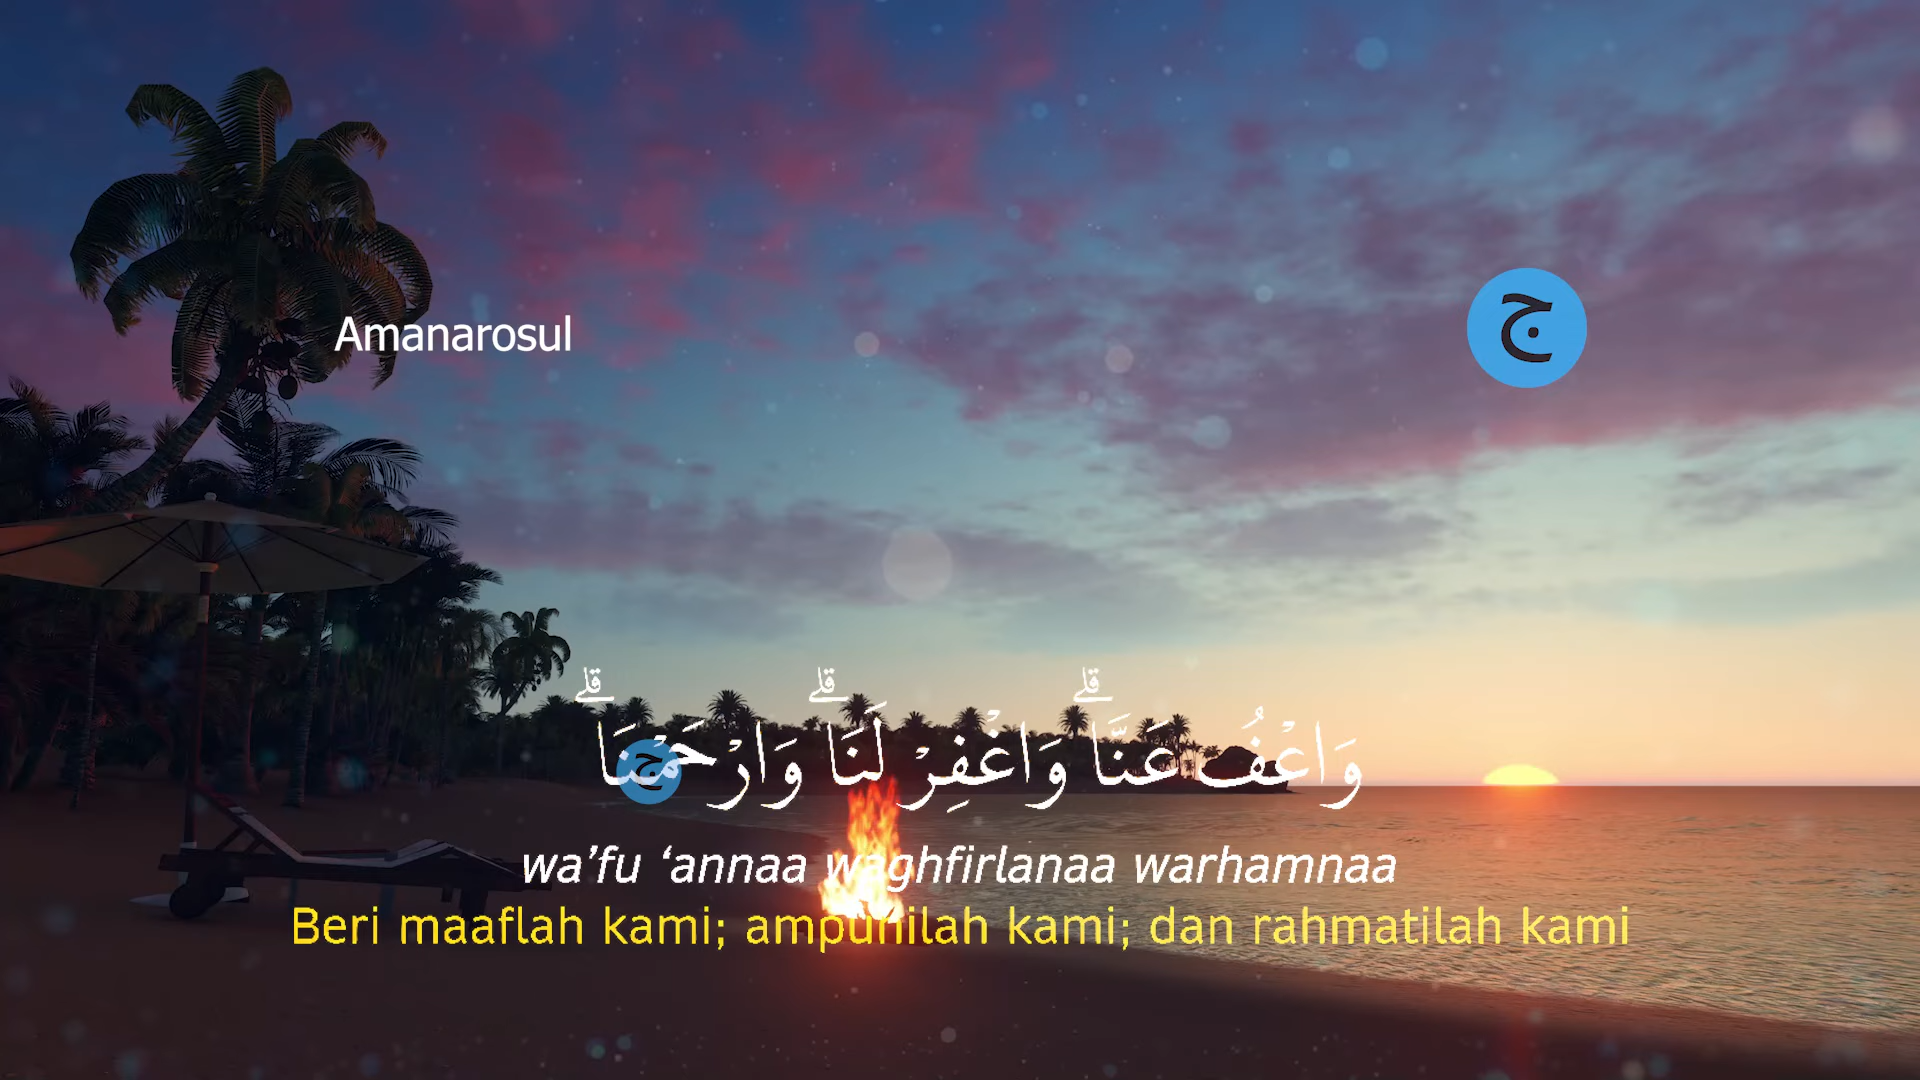 Amanarosul
ج
وَاعْفُ عَنَّاۗ وَاغْفِرْ لَنَاۗ وَارْحَمْنَاۗ
ج
wa’fu ‘annaa waghfirlanaa warhamnaa
Beri maaflah kami; ampunilah kami; dan rahmatilah kami